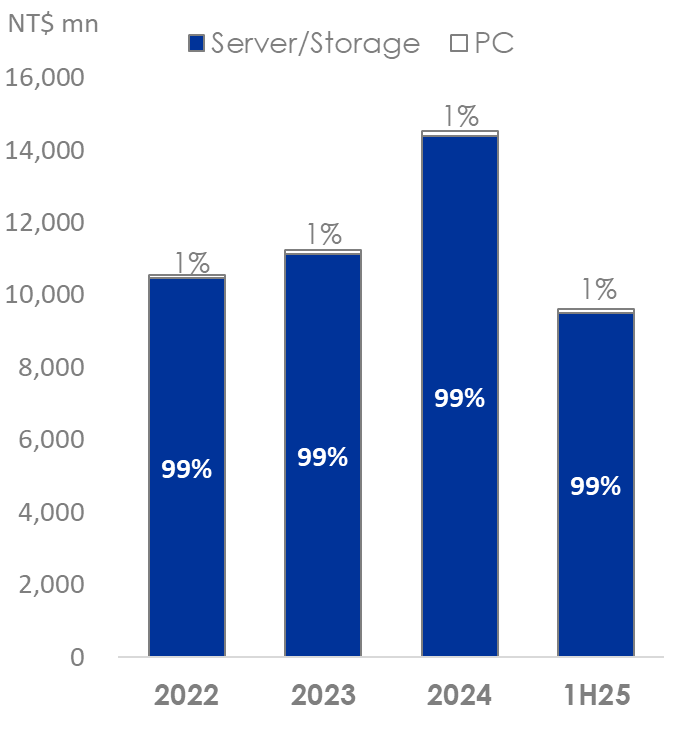 NT$ mn
Server/Storage PC
16,000
14,000
12,000
10,000
8,000
6,000
4,000
2,000
0
1% 1% 1% 1%
99% 99% 99% 99%
2022 2023 2024 1H25